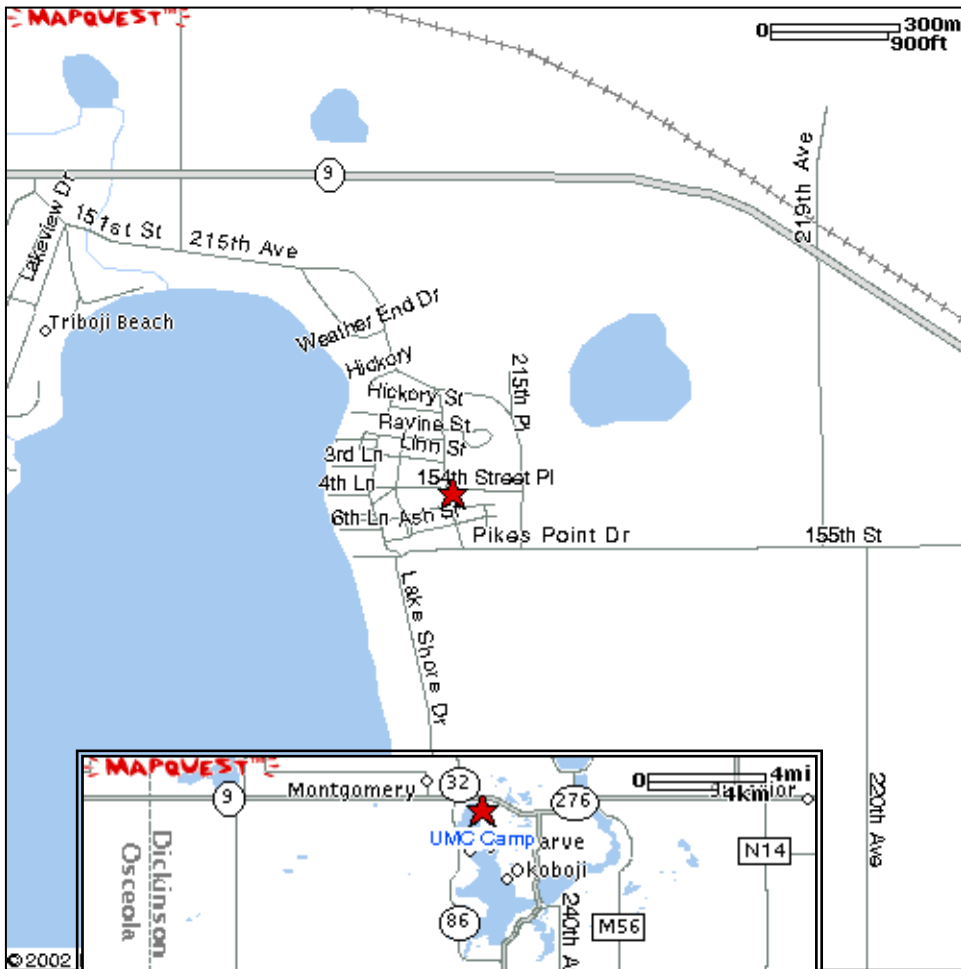 MAPQUEST™
0 300m
900ft
9
219th Ave
Lakeview Dr
151st St
215th Ave
Triboji Beach
Weather End Dr
Hickory
Hickory St
215th Pl
Ravine St
Linn St
3rd Ln
154th Street Pl
4th Ln
6th Ln
Ash St
Pikes Point Dr
155th St
Lake Shore Dr
220th Ave
MAPQUEST™
0 4mi
4km
Montgomery
32
9
276
UMC Camp
Okoboji
N14
Dickinson
Osceola
86
240th A
M56
© 2002